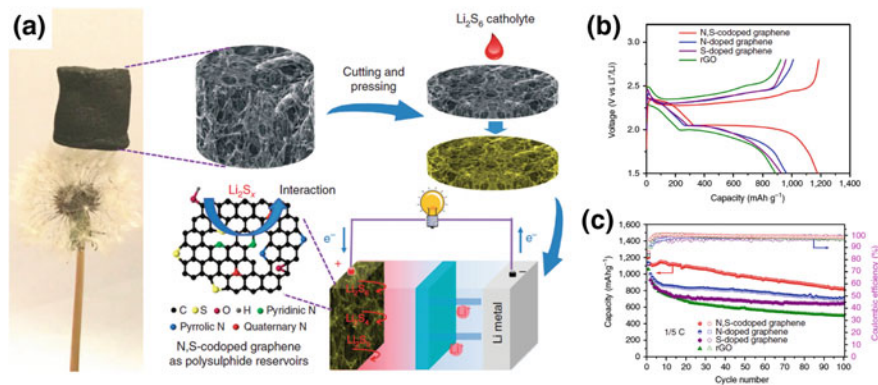 (a)
Li₂S₆ catholyte
Cutting and
pressing
Li₂Sₓ
Interaction
e⁻
e⁻
+
−
C S O H Pyridinic N
Pyrrolic N Quaternary N
N,S-codoped graphene
as polysulphide reservoirs
Li metal
(b)
N,S-codoped graphene
N-doped graphene
S-doped graphene
rGO
Voltage (V vs Li⁺/Li)
3.0
2.5
2.0
1.5
0 200 400 600 800 1,000 1,200 1,400
Capacity (mAh g⁻¹)
(c)
Capacity (mAhg⁻¹)
1,600
1,400
1,200
1,000
800
600
400
200
0
1/5 C
N,S-codoped graphene
N-doped graphene
S-doped graphene
rGO
100
90
80
70
60
50
40
30
20
10
0
Coulombic efficiency (%)
0 10 20 30 40 50 60 70 80 90 100
Cycle number